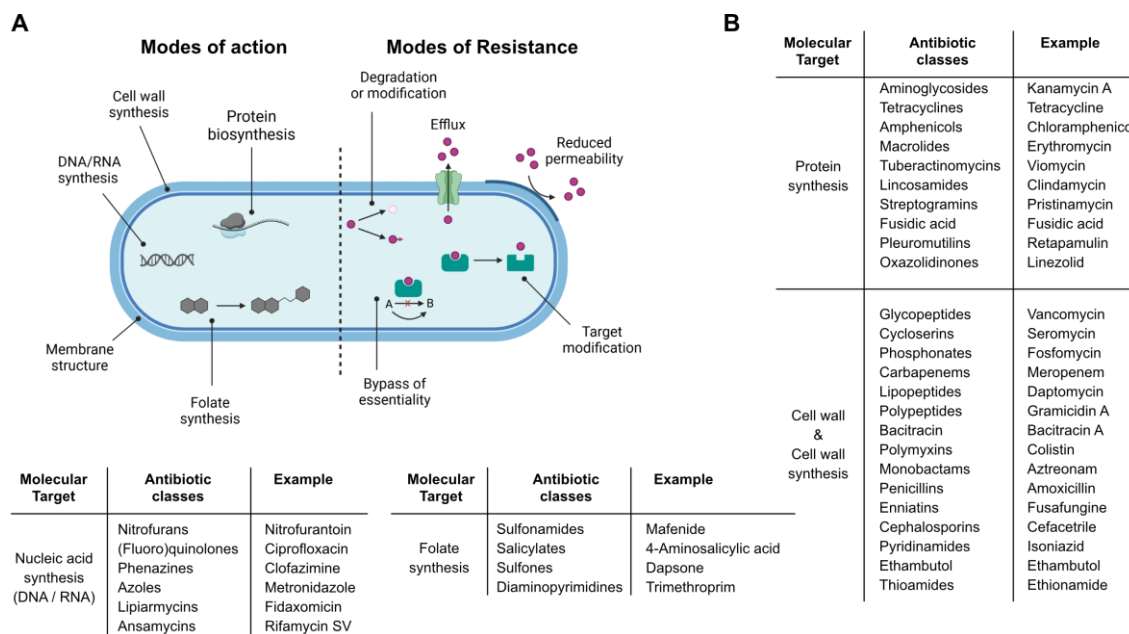 A
Modes of action
Modes of Resistance
Cell wall
synthesis
Protein
biosynthesis
DNA/RNA
synthesis
Membrane
structure
Folate
synthesis
Degradation
or modification
Efflux
Reduced
permeability
A
B
Bypass of
essentiality
Target
modification
B
Molecular
Target
Antibiotic
classes
Example
Protein
synthesis
Aminoglycosides Kanamycin A
Tetracyclines Tetracycline
Amphenicols Chloramphenicol
Macrolides Erythromycin
Tuberactinomycins Viomycin
Lincosamides Clindamycin
Streptogramins Pristinamycin
Fusidic acid Fusidic acid
Pleuromutilins Retapamulin
Oxazolidinones Linezolid
Cell wall
&
Cell wall
synthesis
Glycopeptides Vancomycin
Cycloserins Seromycin
Phosphonates Fosfomycin
Carbapenems Meropenem
Lipopeptides Daptomycin
Polypeptides Gramicidin A
Bacitracin Bacitracin A
Polymyxins Colistin
Monobactams Aztreonam
Penicillins Amoxicillin
Enniatins Fusafungine
Cephalosporins Cefacetrile
Pyridinamides Isoniazid
Ethambutol Ethambutol
Thioamides Ethionamide
Molecular
Target
Antibiotic
classes
Example
Nucleic acid
synthesis
(DNA / RNA)
Nitrofurans Nitrofurantoin
(Fluoro)quinolones Ciprofloxacin
Phenazines Clofazimine
Azoles Metronidazole
Lipiarmycins Fidaxomicin
Ansamycins Rifamycin SV
Molecular
Target
Antibiotic
classes
Example
Folate
synthesis
Sulfonamides Mafenide
Salicylates 4-Aminosalicylic acid
Sulfones Dapsone
Diaminopyrimidines Trimethroprim